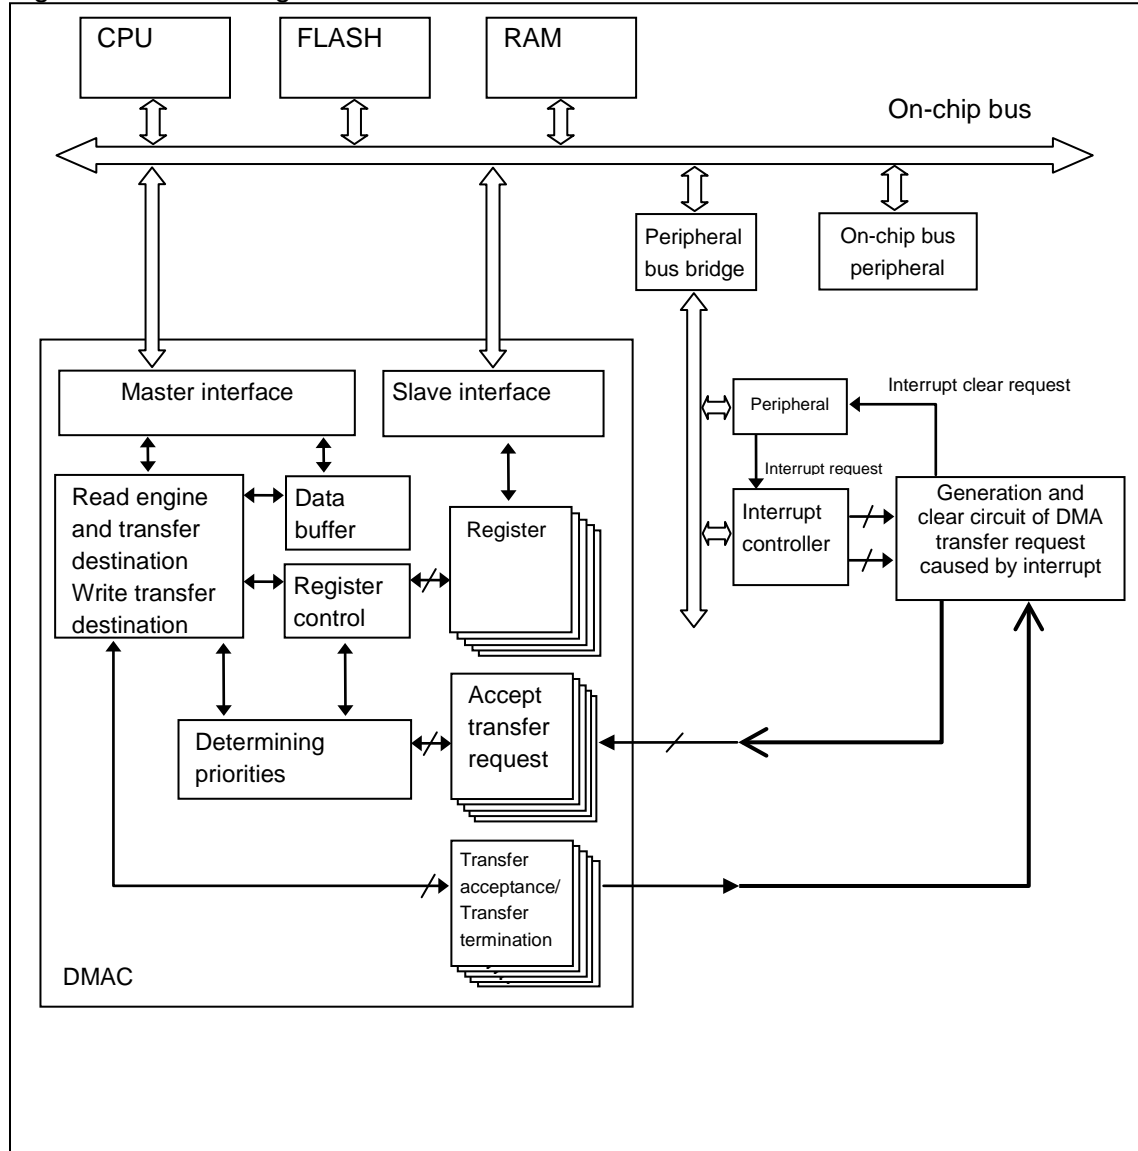 CPU
FLASH
RAM
On-chip bus
Peripheral
bus bridge
On-chip bus
peripheral
Master interface
Slave interface
Peripheral
Interrupt clear request
Interrupt request
Read engine
and transfer
destination
Write transfer
destination
Data
buffer
Register
control
Register
Interrupt
controller
Generation and
clear circuit of DMA
transfer request
caused by interrupt
Determining
priorities
Accept
transfer
request
Transfer
acceptance/
Transfer
termination
DMAC